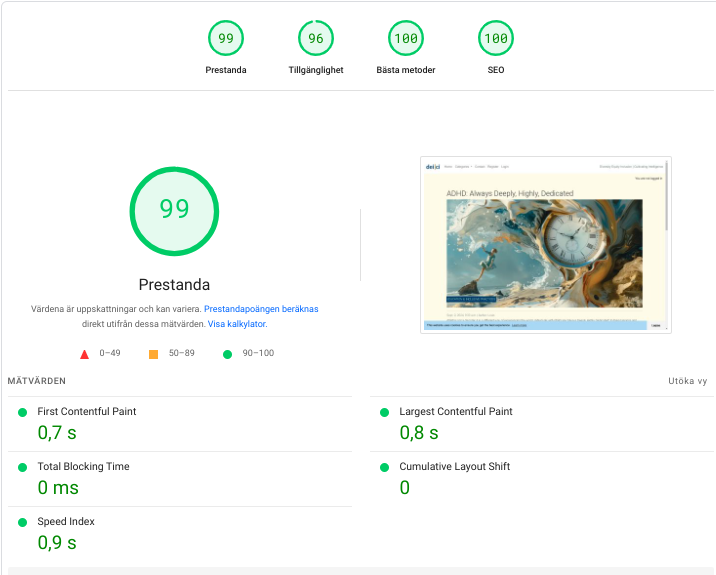 99
96
100
100
Prestanda
Tillgänglighet
Bästa metoder
SEO
99
Prestanda
Värdena är uppskattningar och kan variera. Prestandapoängen beräknas
direkt utifrån dessa mätvärden. Visa kalkylator.
0–49
50–89
90–100
ADHD: Always Deeply, Highly, Dedicated
MÄTVÄRDEN
Utöka vy
First Contentful Paint
0,7 s
Largest Contentful Paint
0,8 s
Total Blocking Time
0 ms
Cumulative Layout Shift
0
Speed Index
0,9 s